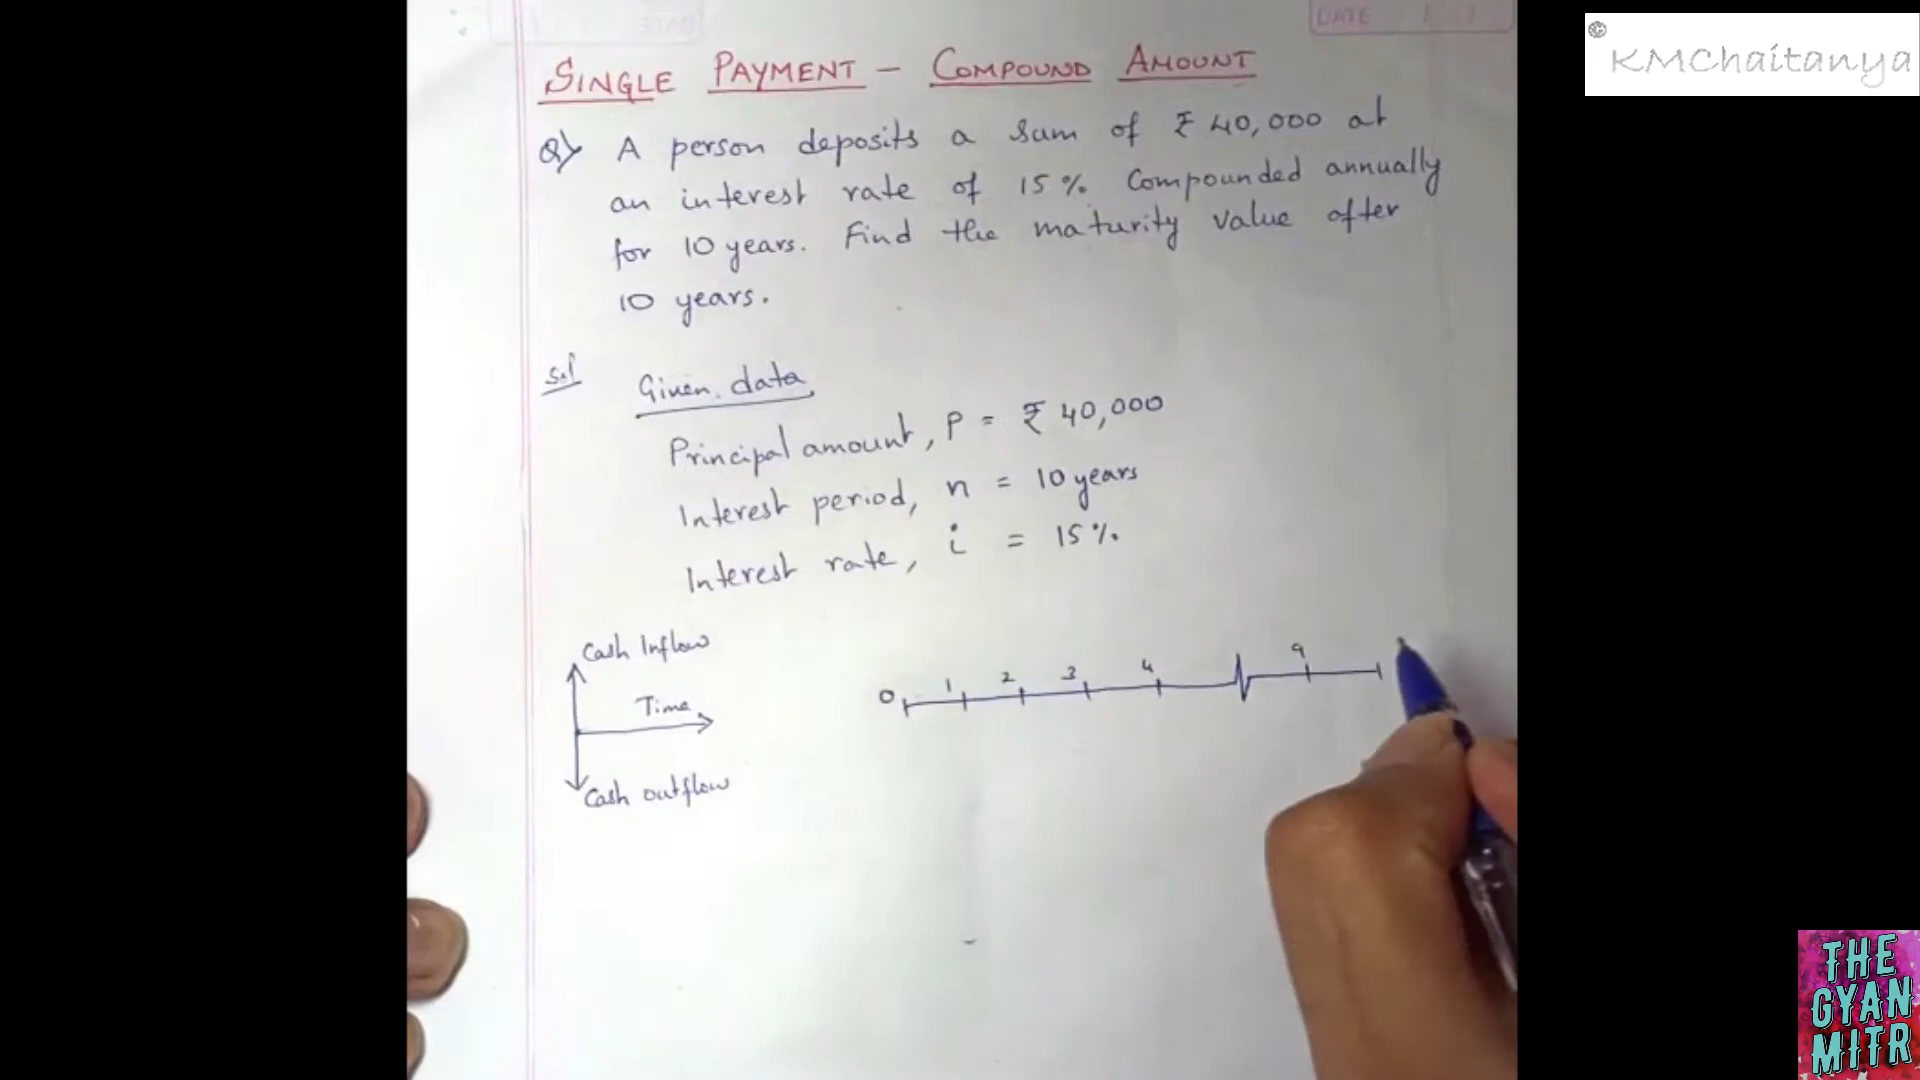 DATE
© KMChaitanya
SINGLE PAYMENT - COMPOUND AMOUNT
Q) A person deposits a sum of ₹ 40,000 at
an interest rate of 15% Compounded annually
for 10 years. Find the maturity value after
10 years.
Sol
Given data
Principal amount, P = ₹ 40,000
Interest period, n = 10 years
Interest rate, i = 15%
Cash Inflow
Time
Cash outflow
0 1 2 3 4 9
THE
GYAN
MITR